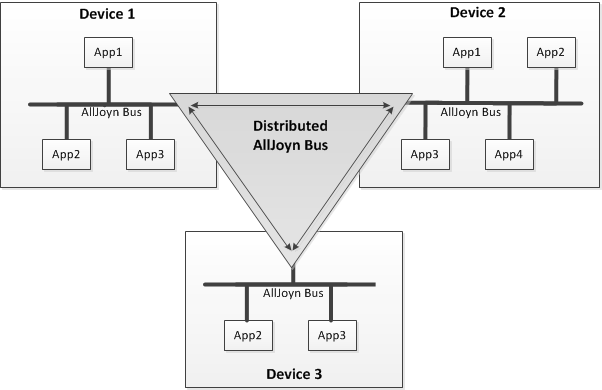 Device 1
App1
AllJoyn Bus
App2
App3
Device 2
App1
App2
AllJoyn Bus
App3
App4
Distributed
AllJoyn Bus
AllJoyn Bus
App2
App3
Device 3